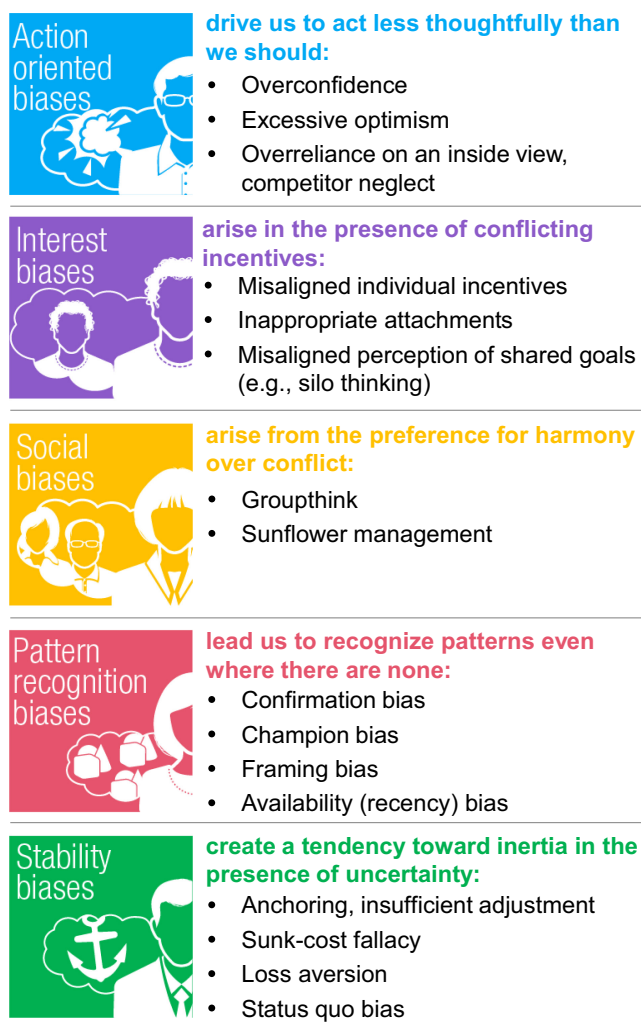 Action
oriented
biases
drive us to act less thoughtfully than
we should:
• Overconfidence
• Excessive optimism
• Overreliance on an inside view,
competitor neglect
Interest
biases
arise in the presence of conflicting
incentives:
• Misaligned individual incentives
• Inappropriate attachments
• Misaligned perception of shared goals
(e.g., silo thinking)
Social
biases
arise from the preference for harmony
over conflict:
• Groupthink
• Sunflower management
Pattern
recognition
biases
lead us to recognize patterns even
where there are none:
• Confirmation bias
• Champion bias
• Framing bias
• Availability (recency) bias
Stability
biases
create a tendency toward inertia in the
presence of uncertainty:
• Anchoring, insufficient adjustment
• Sunk-cost fallacy
• Loss aversion
• Status quo bias